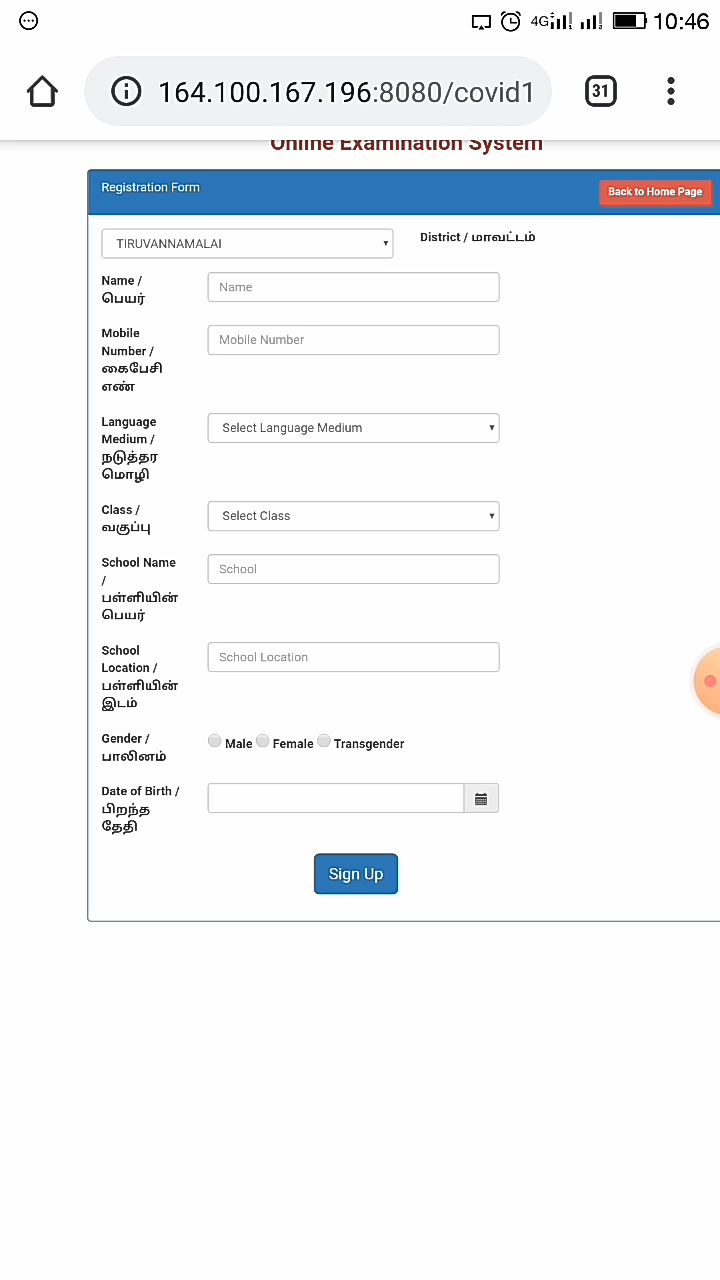 4G 10:46
164.100.167.196:8080/covid1 31
Online Examination System
Registration Form
Back to Home Page
TIRUVANNAMALAI
District / மாவட்டம்
Name /
பெயர்
Name
Mobile
Number /
கைபேசி
எண்
Mobile Number
Language
Medium /
நடுத்தர
மொழி
Select Language Medium
Class /
வகுப்பு
Select Class
School Name
/
பள்ளியின்
பெயர்
School
School
Location /
பள்ளியின்
இடம்
School Location
Gender /
பாலினம்
Male Female Transgender
Date of Birth /
பிறந்த
தேதி
Sign Up